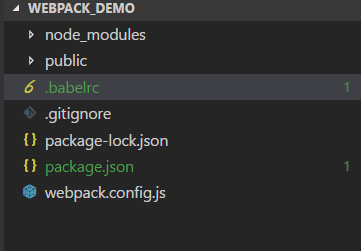 WEBPACK_DEMO
node_modules
public
.babelrc 1
.gitignore
package-lock.json
package.json 1
webpack.config.js